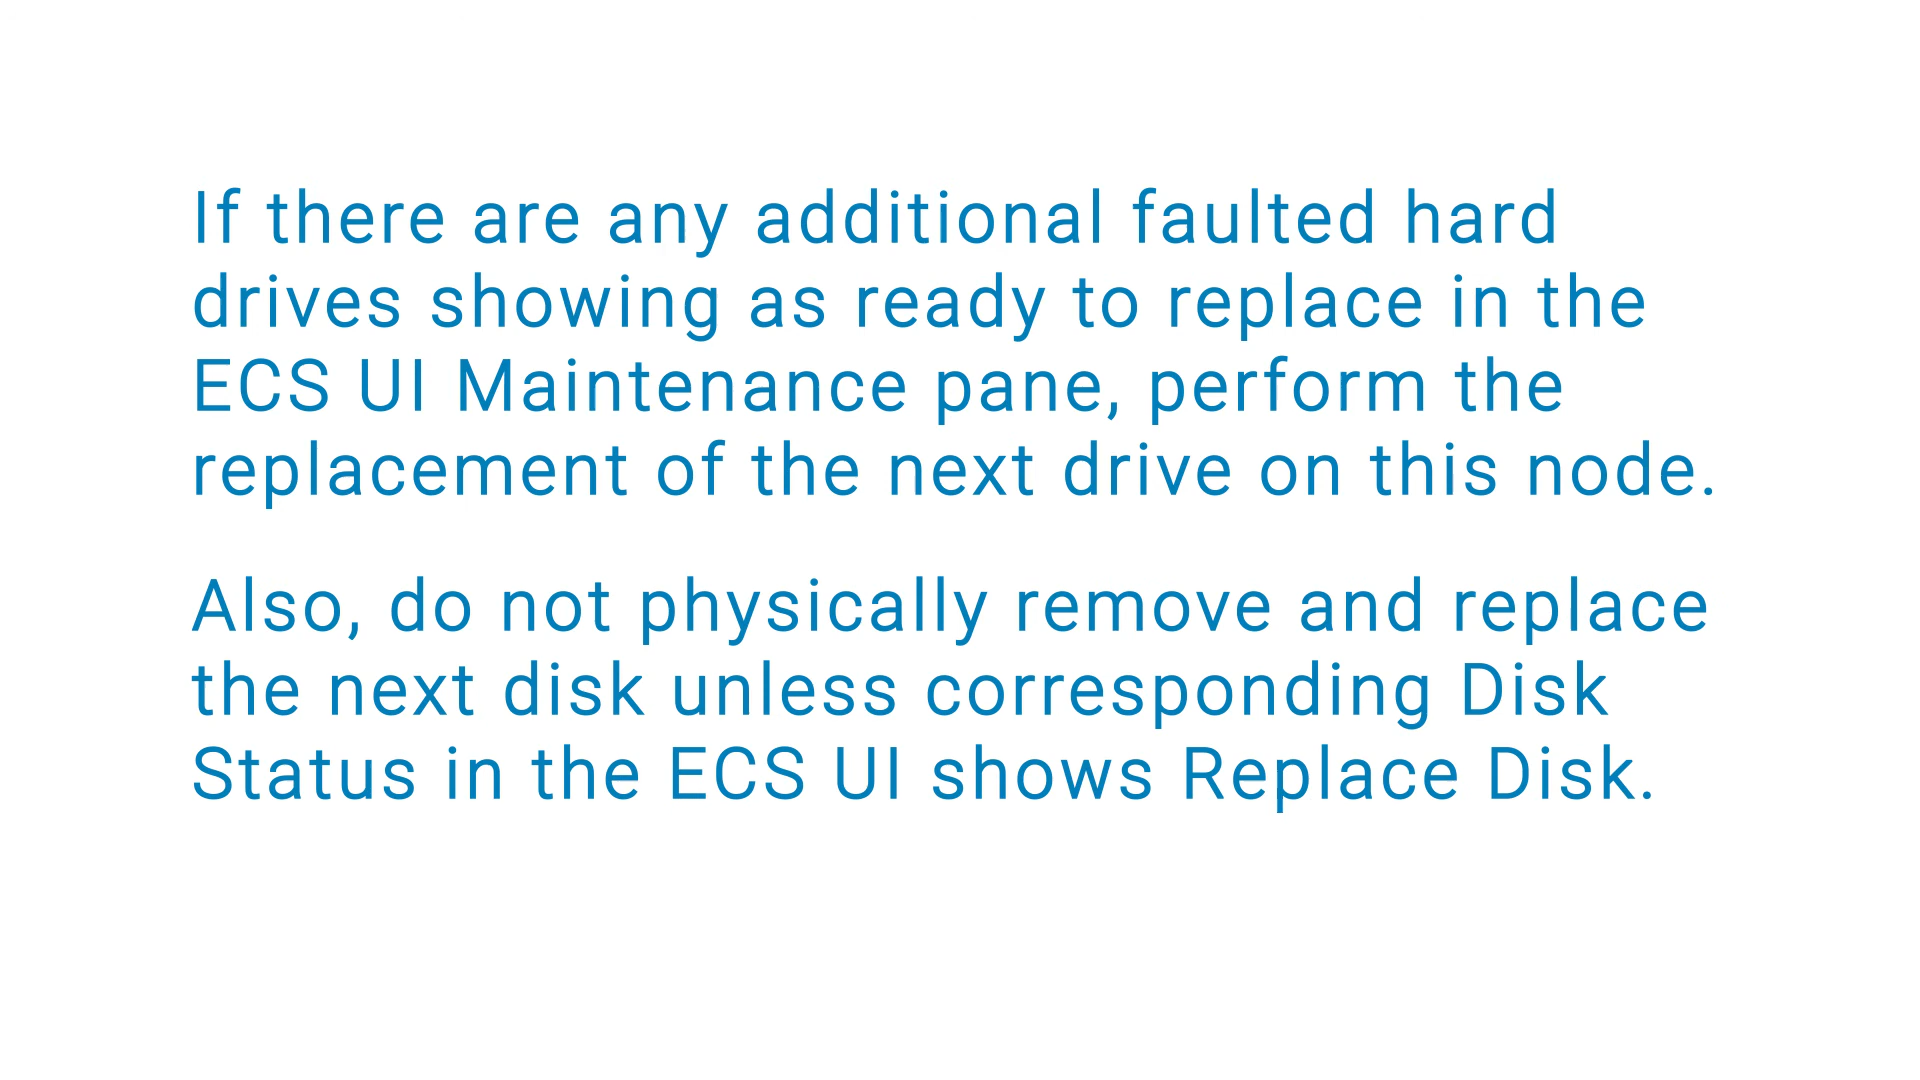 If there are any additional faulted hard
drives showing as ready to replace in the
ECS UI Maintenance pane, perform the
replacement of the next drive on this node.
Also, do not physically remove and replace
the next disk unless corresponding Disk
Status in the ECS UI shows Replace Disk.